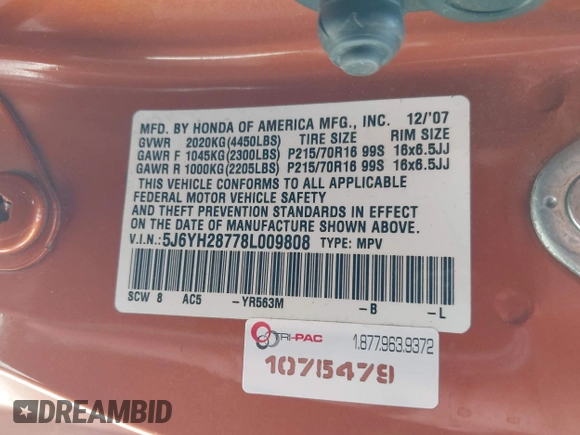 MFD. BY HONDA OF AMERICA MFG., INC. 12/'07
GVWR 2020KG(4450LBS) TIRE SIZE RIM SIZE
GAWR F 1045KG(2300LBS) P215/70R16 99S 16x6.5JJ
GAWR R 1000KG(2205LBS) P215/70R16 99S 16x6.5JJ
THIS VEHICLE CONFORMS TO ALL APPLICABLE
FEDERAL MOTOR VEHICLE SAFETY
AND THEFT PREVENTION STANDARDS IN EFFECT
ON THE DATE OF MANUFACTURE SHOWN ABOVE.
V.I.N.: 5J6YH28778L009808 TYPE: MPV
SCW 8 AC5 -YR563M -B -L
TRI-PAC 1.877.963.9372
10715479
DREAMBID